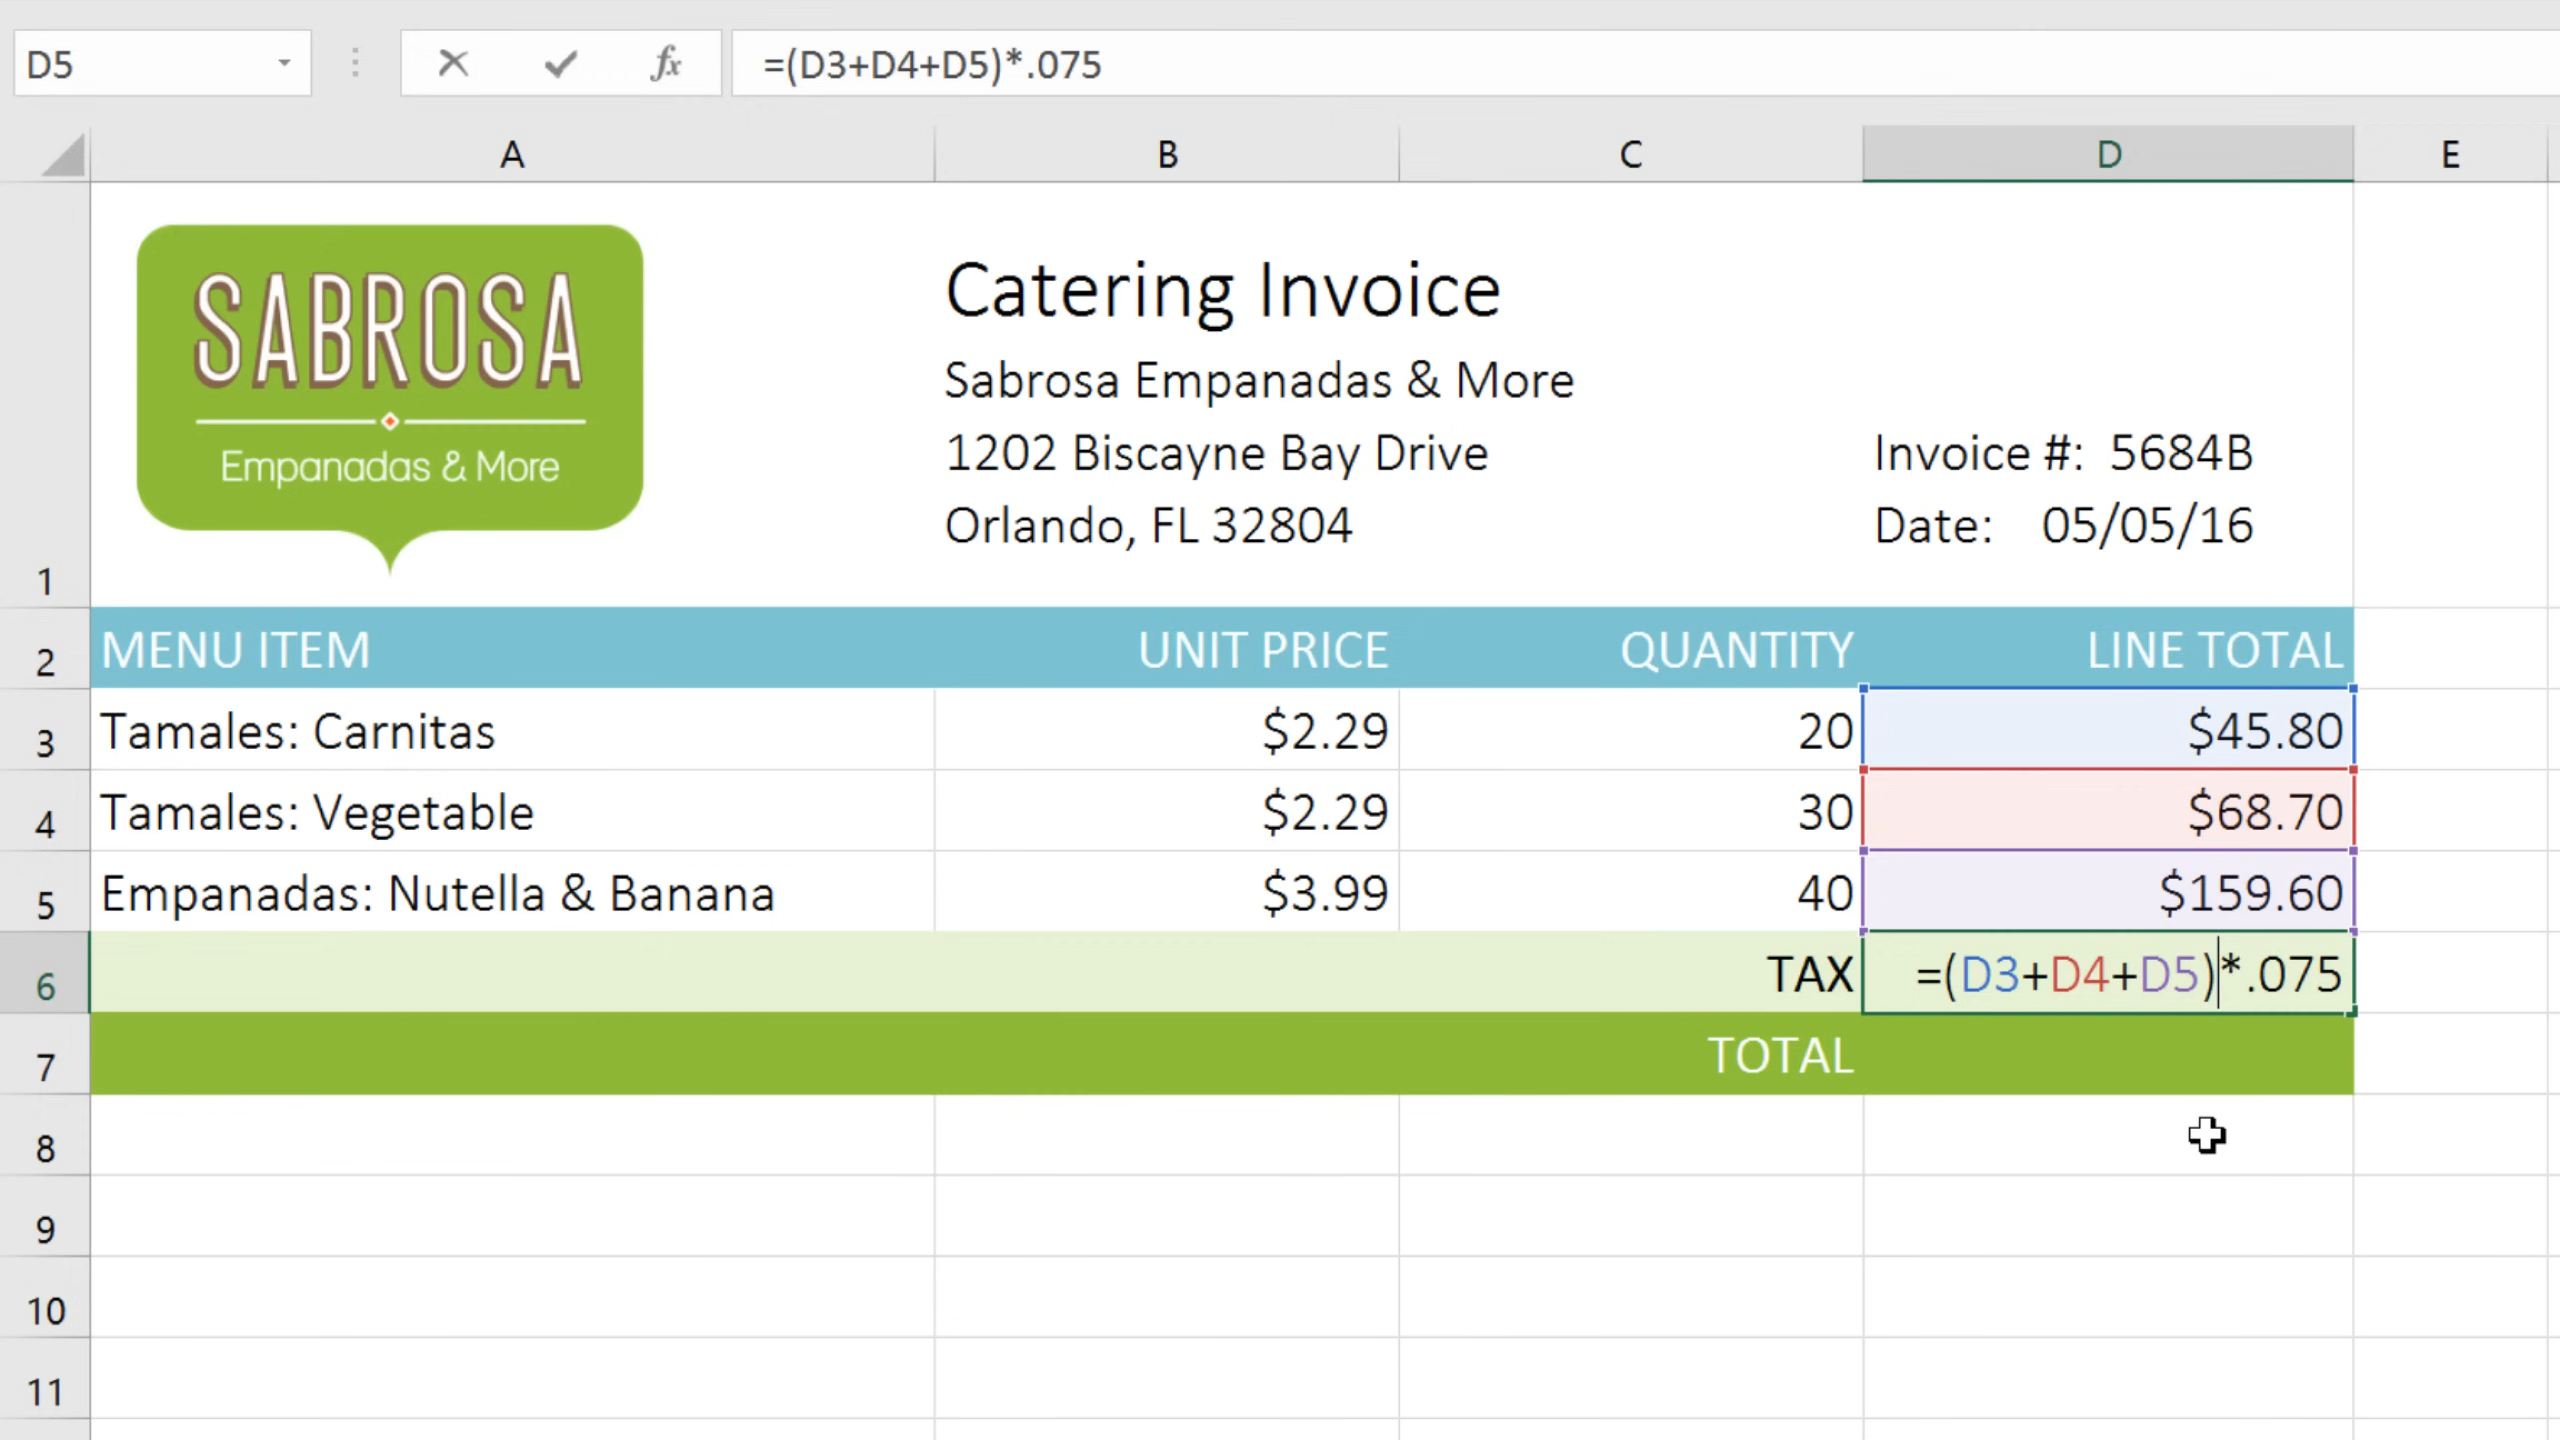 D5 fx =(D3+D4+D5)*.075
A B C D E
SABROSA
Empanadas & More
Catering Invoice
Sabrosa Empanadas & More
1202 Biscayne Bay Drive
Orlando, FL 32804
Invoice #: 5684B
Date: 05/05/16
1
2 MENU ITEM UNIT PRICE QUANTITY LINE TOTAL
3 Tamales: Carnitas $2.29 20 $45.80
4 Tamales: Vegetable $2.29 30 $68.70
5 Empanadas: Nutella & Banana $3.99 40 $159.60
6 TAX =(D3+D4+D5)*.075
7 TOTAL
8
9
10
11